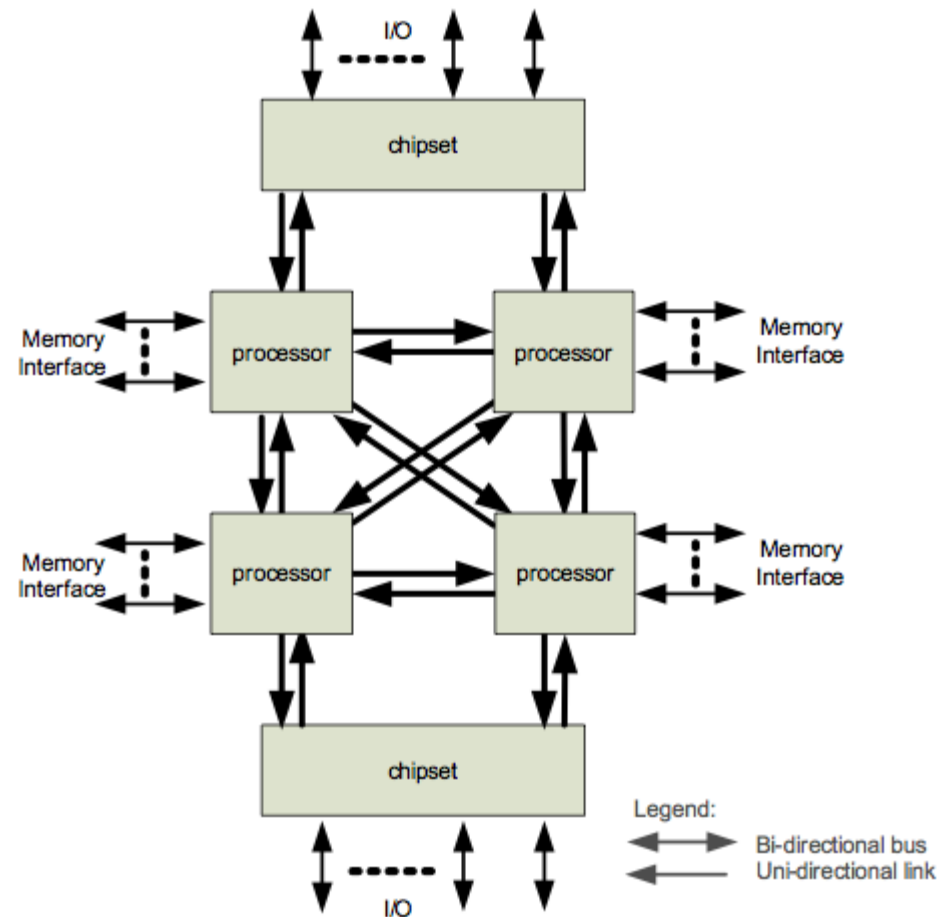 I/O
chipset
processor
processor
Memory
Interface
Memory
Interface
processor
processor
Memory
Interface
Memory
Interface
chipset
Legend:
Bi-directional bus
Uni-directional link
I/O